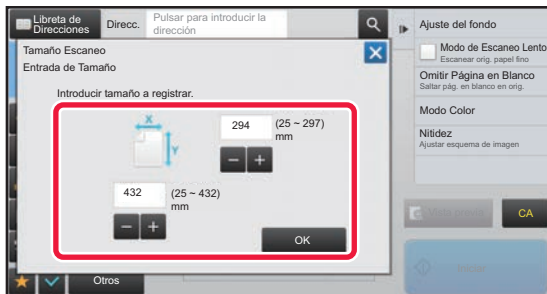 Libreta de
Direcciones
Direcc.
Pulsar para introducir la
dirección
Tamaño Escaneo
Entrada de Tamaño
Introducir tamaño a registrar.
X
Y
294
(25 ~ 297)
mm
432
(25 ~ 432)
mm
OK
Otros
Ajuste del fondo
Modo de Escaneo Lento
Escanear orig. papel fino
Omitir Página en Blanco
Saltar pág. en blanco en orig.
Modo Color
Nitidez
Ajustar esquema de imagen
CA